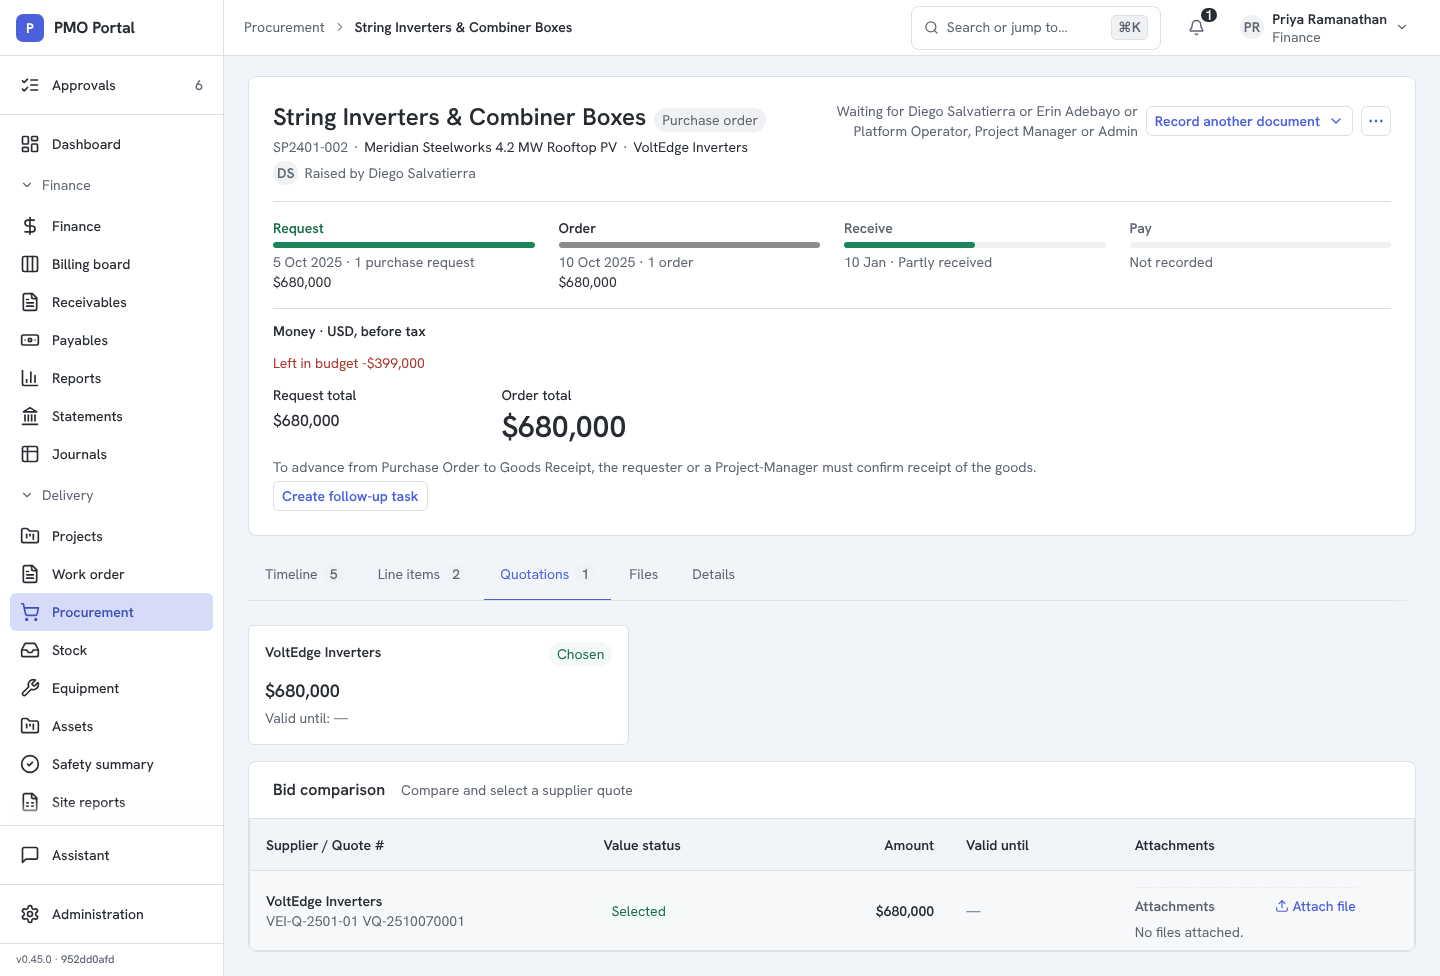 P PMO Portal
Procurement > String Inverters & Combiner Boxes
Search or jump to... ⌘K
1
PR Priya Ramanathan
Finance
Approvals 6
Dashboard
Finance
Finance
Billing board
Receivables
Payables
Reports
Statements
Journals
Delivery
Projects
Work order
Procurement
Stock
Equipment
Assets
Safety summary
Site reports
Assistant
Administration
v0.45.0 · 952dd0afd
String Inverters & Combiner Boxes Purchase order
SP2401-002 · Meridian Steelworks 4.2 MW Rooftop PV · VoltEdge Inverters
DS Raised by Diego Salvatierra
Waiting for Diego Salvatierra or Erin Adebayo or
Platform Operator, Project Manager or Admin
Record another document
Request
5 Oct 2025 · 1 purchase request
$680,000
Order
10 Oct 2025 · 1 order
$680,000
Receive
10 Jan · Partly received
Pay
Not recorded
Money · USD, before tax
Left in budget -$399,000
Request total
$680,000
Order total
$680,000
To advance from Purchase Order to Goods Receipt, the requester or a Project-Manager must confirm receipt of the goods.
Create follow-up task
Timeline 5 Line items 2 Quotations 1 Files Details
VoltEdge Inverters Chosen
$680,000
Valid until: —
Bid comparison Compare and select a supplier quote
Supplier / Quote # Value status Amount Valid until Attachments
VoltEdge Inverters
VEI-Q-2501-01 VQ-2510070001
Selected
$680,000
—
Attachments Attach file
No files attached.